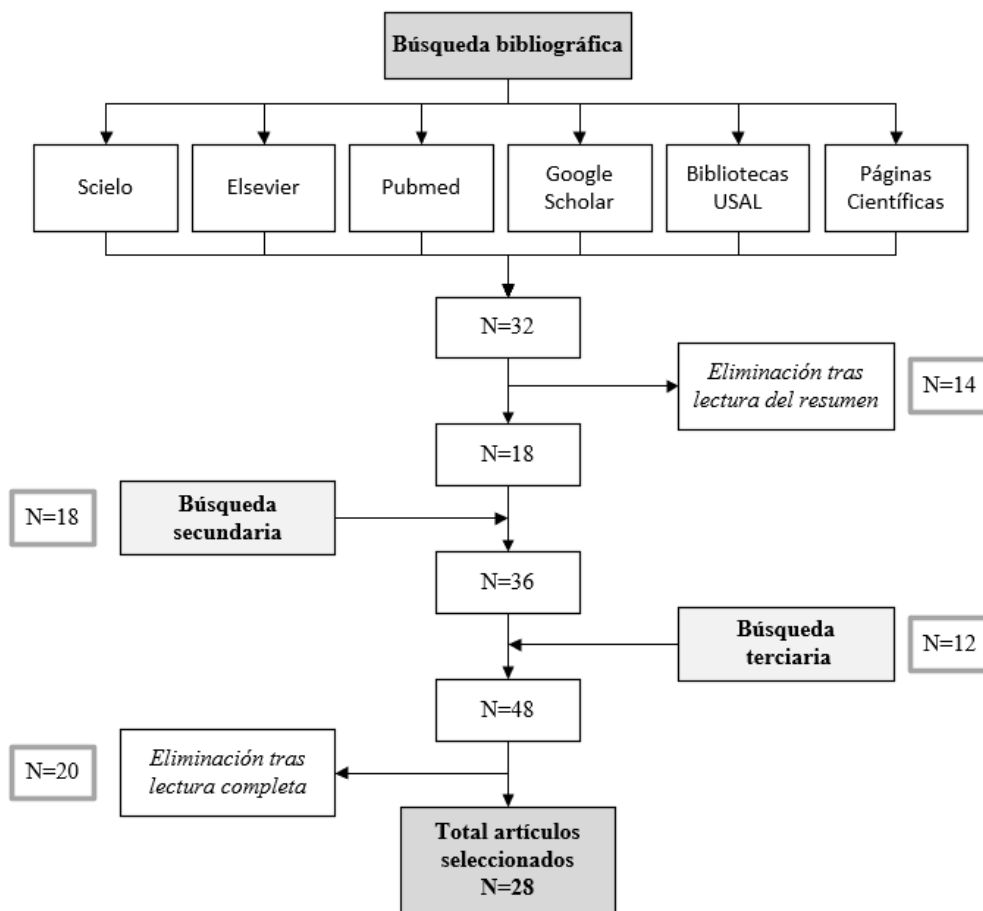 Búsqueda bibliográfica
Scielo
Elsevier
Pubmed
Google
Scholar
Bibliotecas
USAL
Páginas
Científicas
N=32
Eliminación tras
lectura del resumen
N=14
N=18
N=18
Búsqueda
secundaria
N=36
Búsqueda
terciaria
N=12
N=48
N=20
Eliminación tras
lectura completa
Total artículos
seleccionados
N=28